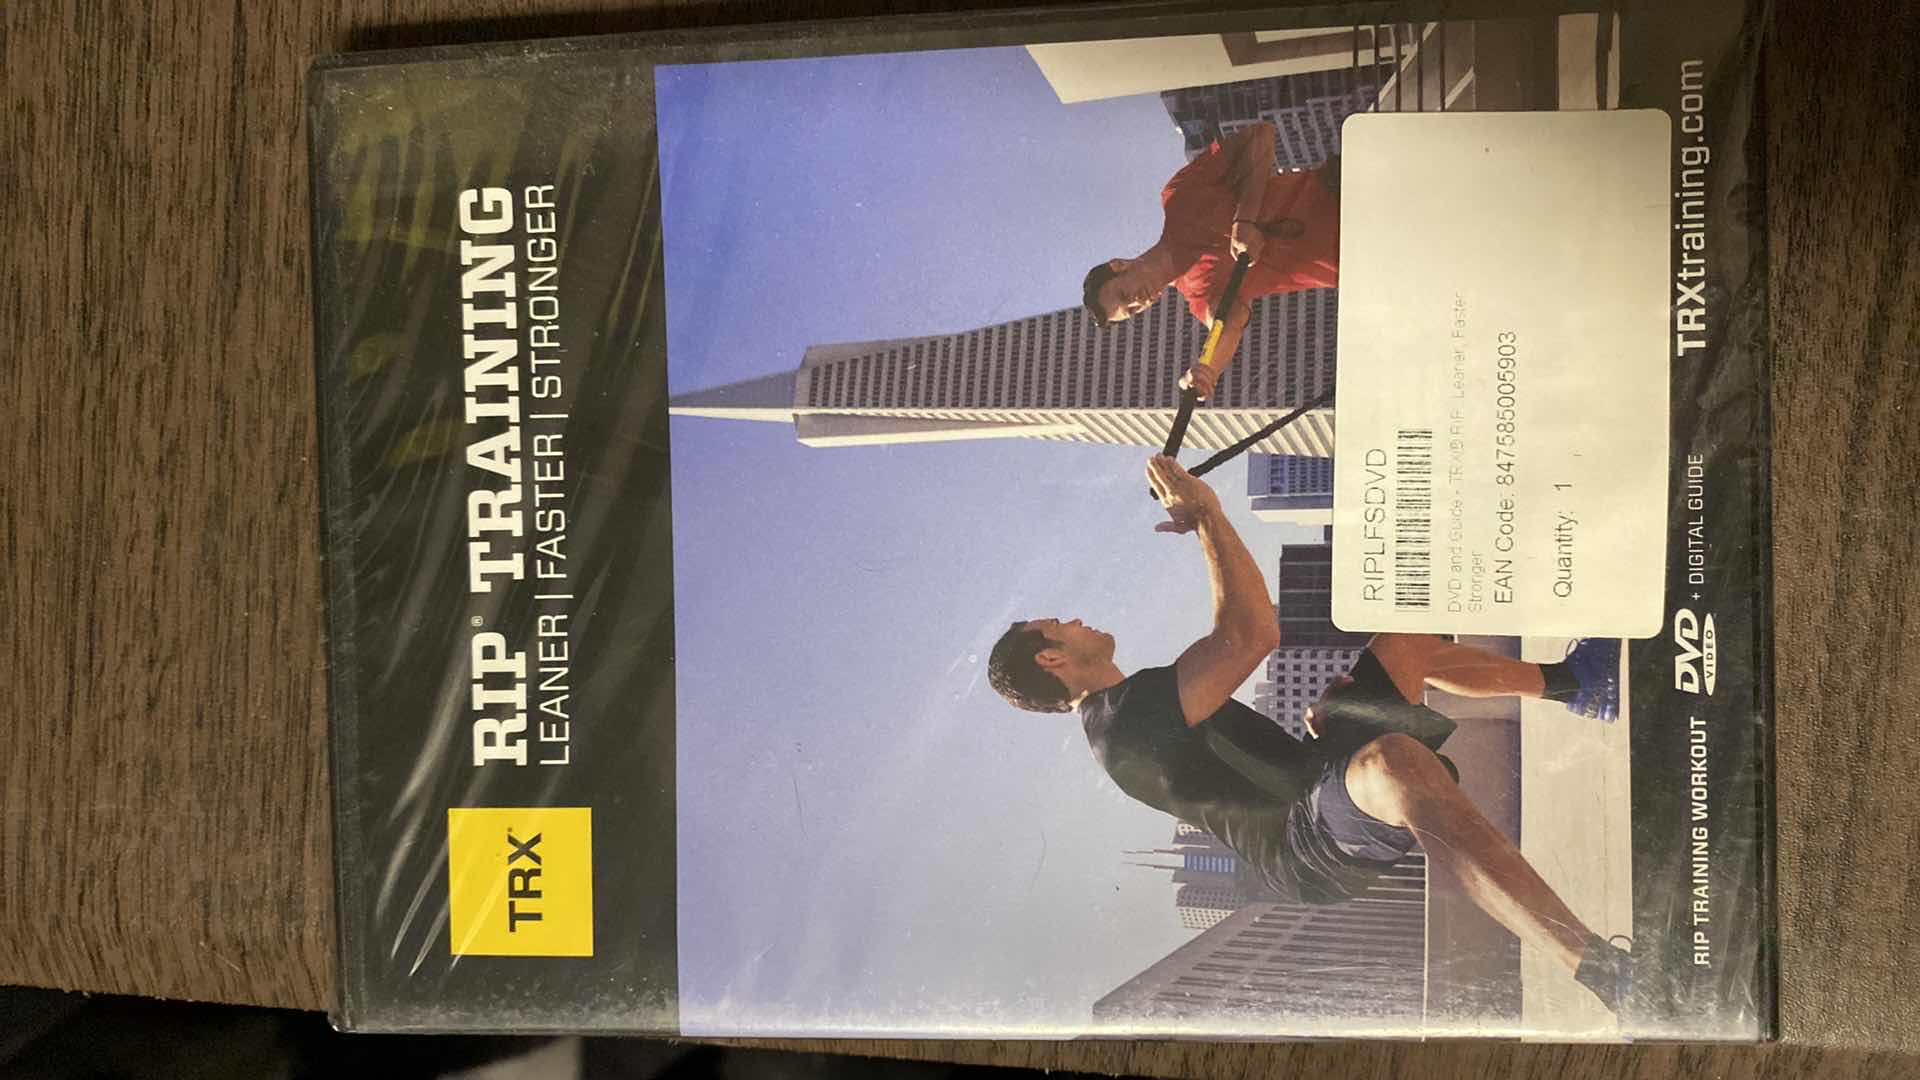 TRX®
RIP® TRAINING
LEANER | FASTER | STRONGER
RIPLFSDVD
DVD and Guide - TRX® RIP: Leaner, Faster,
Stronger
EAN Code: 847585005903
Quantity: 1
RIP TRAINING WORKOUT DVD VIDEO + DIGITAL GUIDE TRXtraining.com